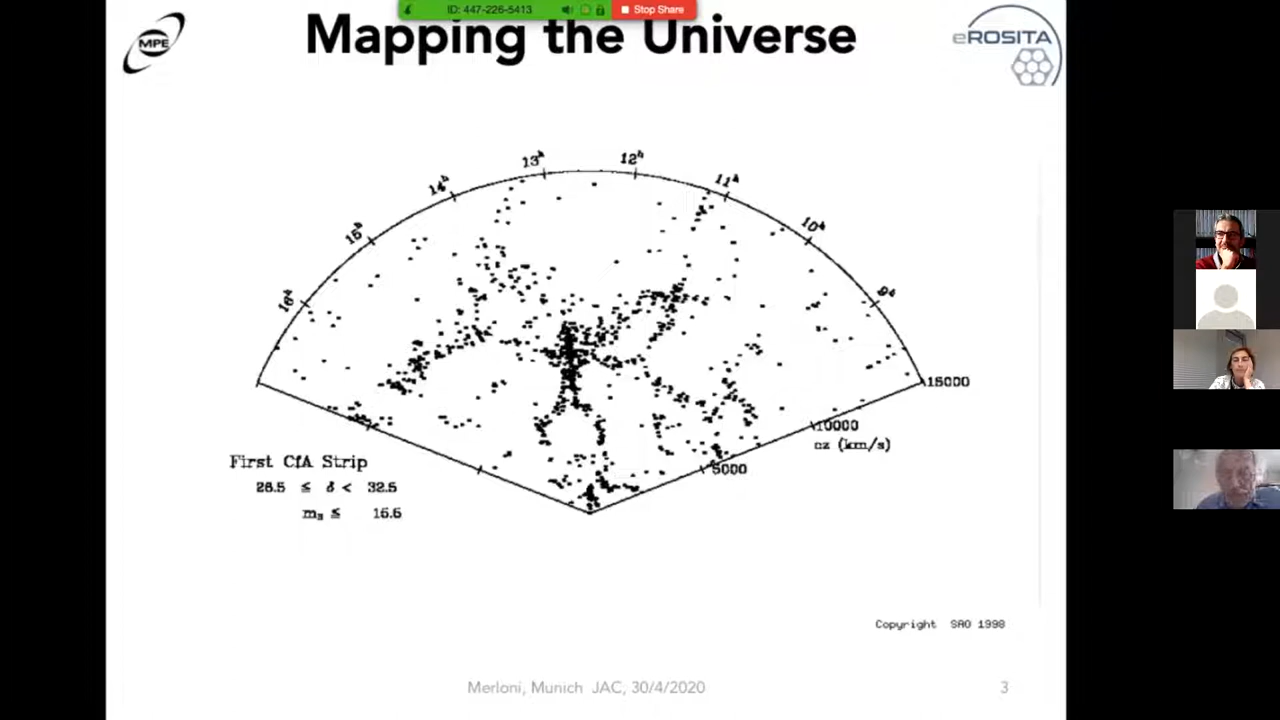 ID: 447-226-5413
Stop Share
Mapping the Universe
MPE
eROSITA
13ʰ
12ʰ
14ʰ
11ʰ
15ʰ
10ʰ
16ʰ
9ʰ
15000
10000
cz (km/s)
5000
First CfA Strip
26.5 ≤ δ < 32.5
m_B ≤ 15.5
Copyright SAO 1998
Merloni, Munich JAC, 30/4/2020
3